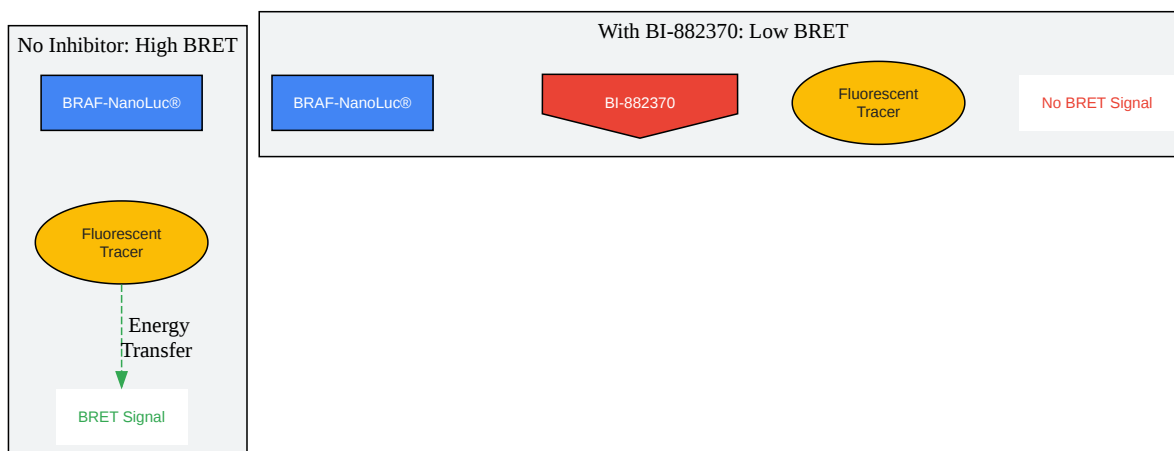 No Inhibitor: High BRET
BRAF-NanoLuc®
Fluorescent
Tracer
Energy
Transfer
BRET Signal
With BI-882370: Low BRET
BRAF-NanoLuc®
BI-882370
Fluorescent
Tracer
No BRET Signal